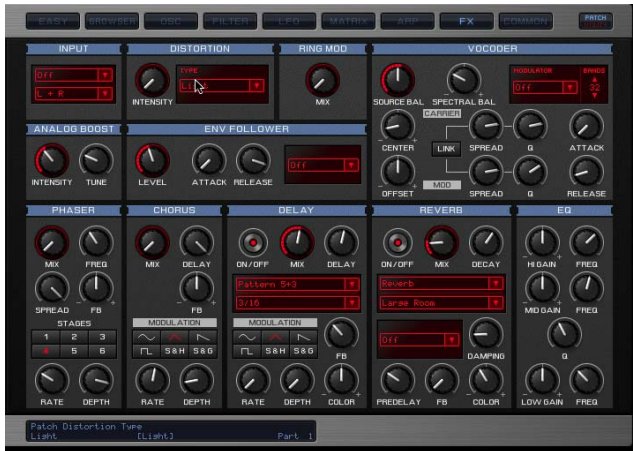 EASY BROWSER OSC FILTER LFO MATRIX ARP FX COMMON PATCH
INPUT DISTORTION RING MOD VOCODER
Off
L + R
TYPE
INTENSITY
MIX
MODULATOR BANDS
Off 32
SOURCE BAL SPECTRAL BAL
CARRIER
CENTER LINK SPREAD Q ATTACK
OFFSET MOD SPREAD Q RELEASE
ANALOG BOOST ENV FOLLOWER
INTENSITY TUNE LEVEL ATTACK RELEASE Off
PHASER CHORUS DELAY REVERB EQ
MIX FREQ MIX DELAY ON/OFF MIX DELAY ON/OFF MIX DECAY HI GAIN FREQ
SPREAD FB FB Pattern 5+3 Reverb MID GAIN FREQ
3/16 Large Room
STAGES MODULATION MODULATION
1 2 3
4 5 6 S&H S&G S&H S&G FB Off DAMPING Q
RATE DEPTH RATE DEPTH RATE DEPTH COLOR PREDELAY FB COLOR LOW GAIN FREQ
Patch Distortion Type
Light [Light] Part 1